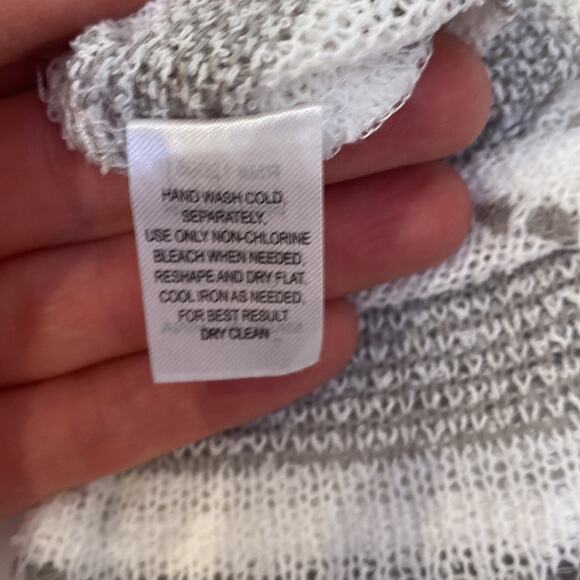 HAND WASH COLD,
SEPARATELY.
USE ONLY NON-CHLORINE
BLEACH WHEN NEEDED.
RESHAPE AND DRY FLAT.
COOL IRON AS NEEDED.
FOR BEST RESULT
DRY CLEAN